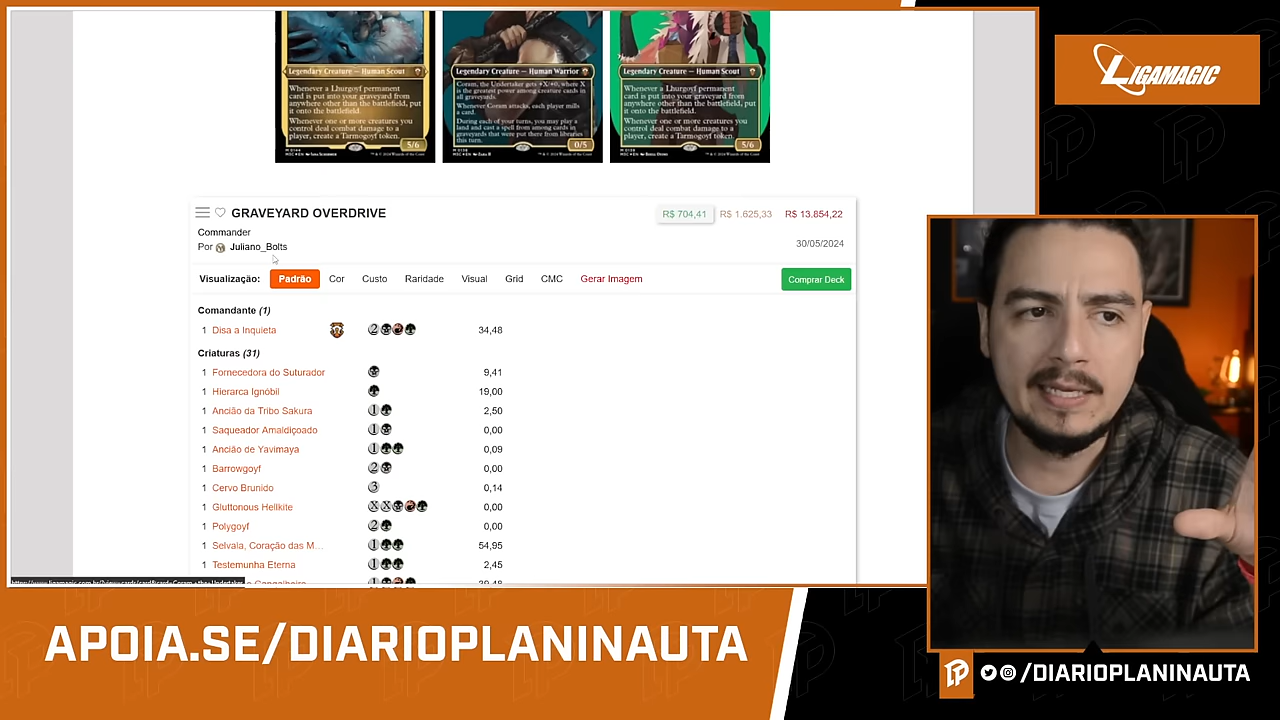 Legendary Creature — Human Scout
Whenever a Lhurgoyf permanent
card is put into your graveyard from
anywhere other than the battlefield, put
it onto the battlefield.
Whenever one or more creatures you
control deal combat damage to a
player, create a Tarmogoyf token.
5/6
Legendary Creature — Human Warrior
Coram, the Undertaker gets +X/+0, where X
is the greatest power among creature cards in
all graveyards.
Whenever Coram attacks, each player mills
a card.
During each of your turns, you may play a
land and cast a spell from among cards in
graveyards that were put there from libraries
this turn.
0/5
Legendary Creature — Human Scout
Whenever a Lhurgoyf permanent
card is put into your graveyard from
anywhere other than the battlefield, put
it onto the battlefield.
Whenever one or more creatures you
control deal combat damage to a
player, create a Tarmogoyf token.
5/6
LIGAMAGIC
GRAVEYARD OVERDRIVE
R$ 704,41 R$ 1.625,33 R$ 13.854,22
Commander
Por Juliano_Bolts
30/05/2024
Visualização: Padrão Cor Custo Raridade Visual Grid CMC Gerar Imagem Comprar Deck
Comandante (1)
1 Disa a Inquieta 2 34,48
Criaturas (31)
1 Fornecedora do Suturador 9,41
1 Hierarca Ignóbil 19,00
1 Ancião da Tribo Sakura 1 2,50
1 Saqueador Amaldiçoado 1 0,00
1 Ancião de Yavimaya 1 0,09
1 Barrowgoyf 2 0,00
1 Cervo Brunido 3 0,14
1 Gluttonous Hellkite X X 0,00
1 Polygoyf 2 0,00
1 Selvala, Coração das M... 1 54,95
1 Testemunha Eterna 1 2,45
APOIA.SE/DIARIOPLANINAUTA
/DIARIOPLANINAUTA